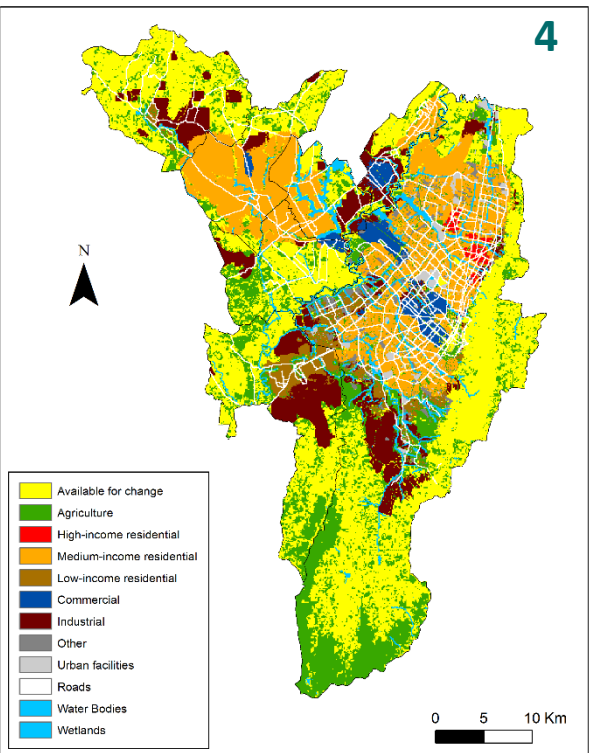 4
N
Available for change
Agriculture
High-income residential
Medium-income residential
Low-income residential
Commercial
Industrial
Other
Urban facilities
Roads
Water Bodies
Wetlands
0 5 10 Km